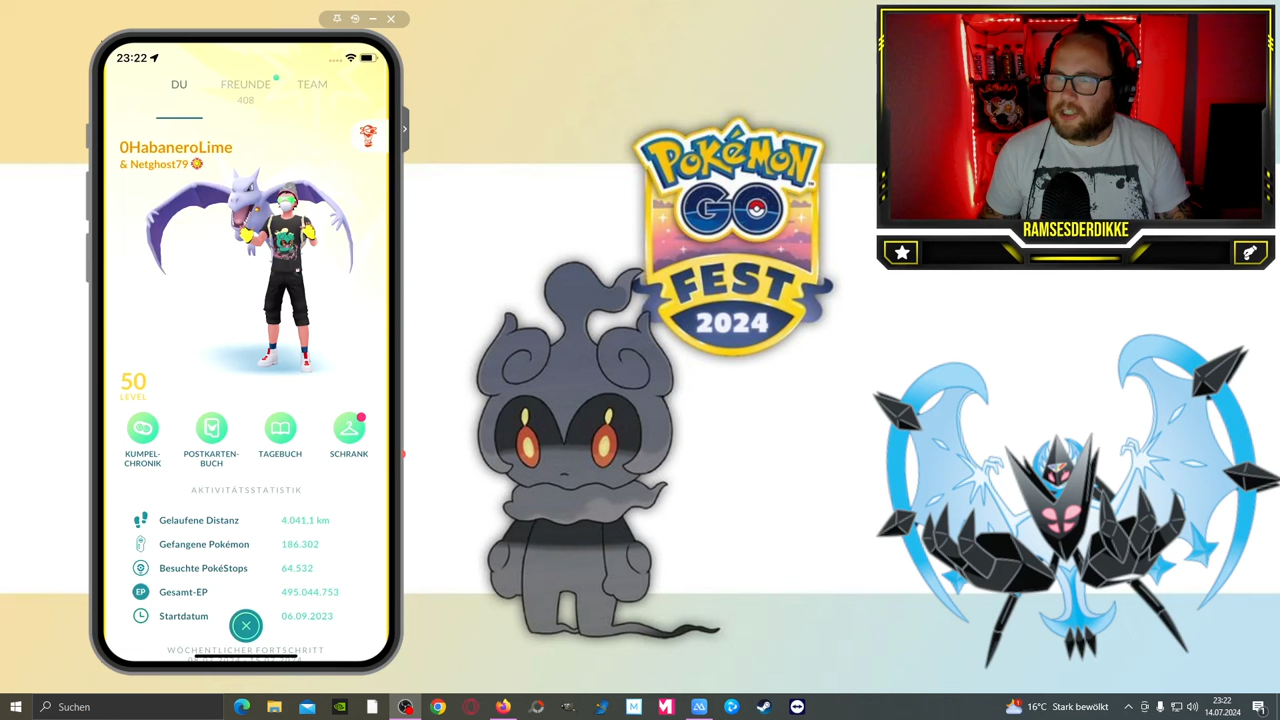 23:22
DU
FREUNDE
TEAM
408
0HabaneroLime
& Netghost79
50
LEVEL
KUMPEL-
CHRONIK
POSTKARTEN-
BUCH
TAGEBUCH
SCHRANK
AKTIVITÄTSSTATISTIK
Gelaufene Distanz 4.041,1 km
Gefangene Pokémon 186.302
Besuchte PokéStops 64.532
EP Gesamt-EP 495.044.753
Startdatum 06.09.2023
WÖCHENTLICHER FORTSCHRITT
POKÉMON
GO
FEST
2024
TM
RAMSESDERDIKKE
Suchen
16°C Stark bewölkt
23:22
14.07.2024